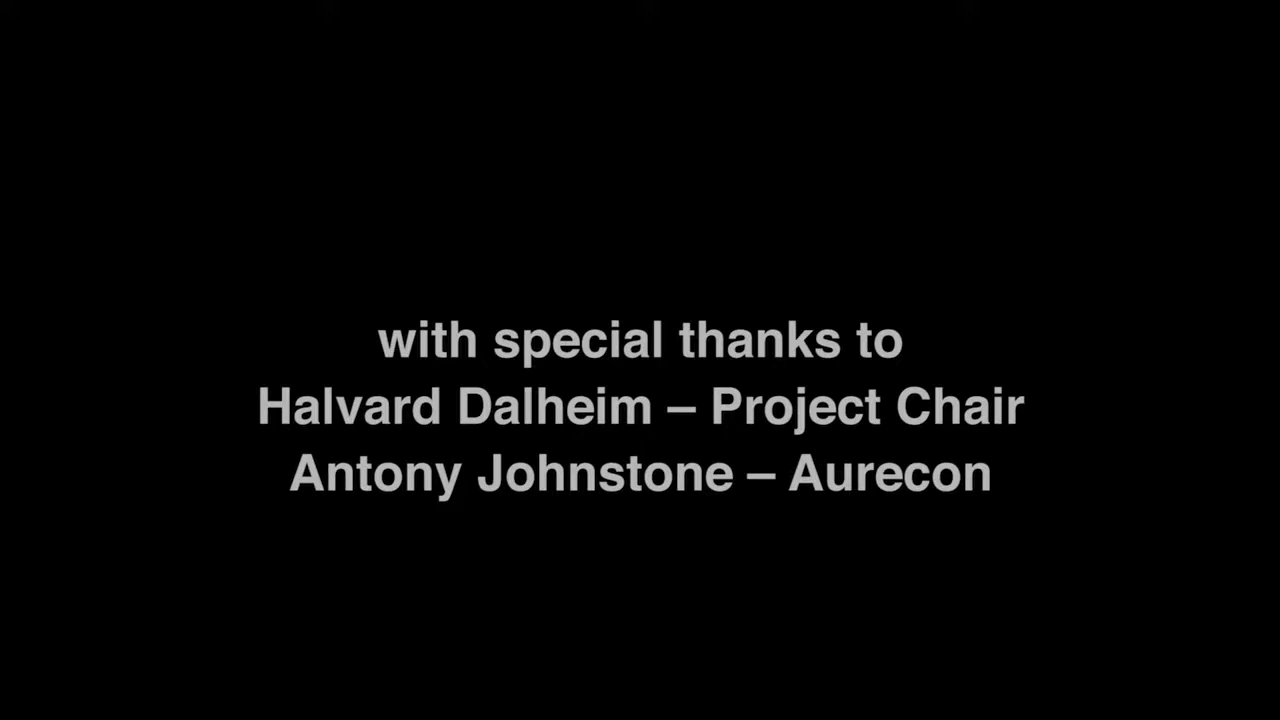 with special thanks to
Halvard Dalheim – Project Chair
Antony Johnstone – Aurecon